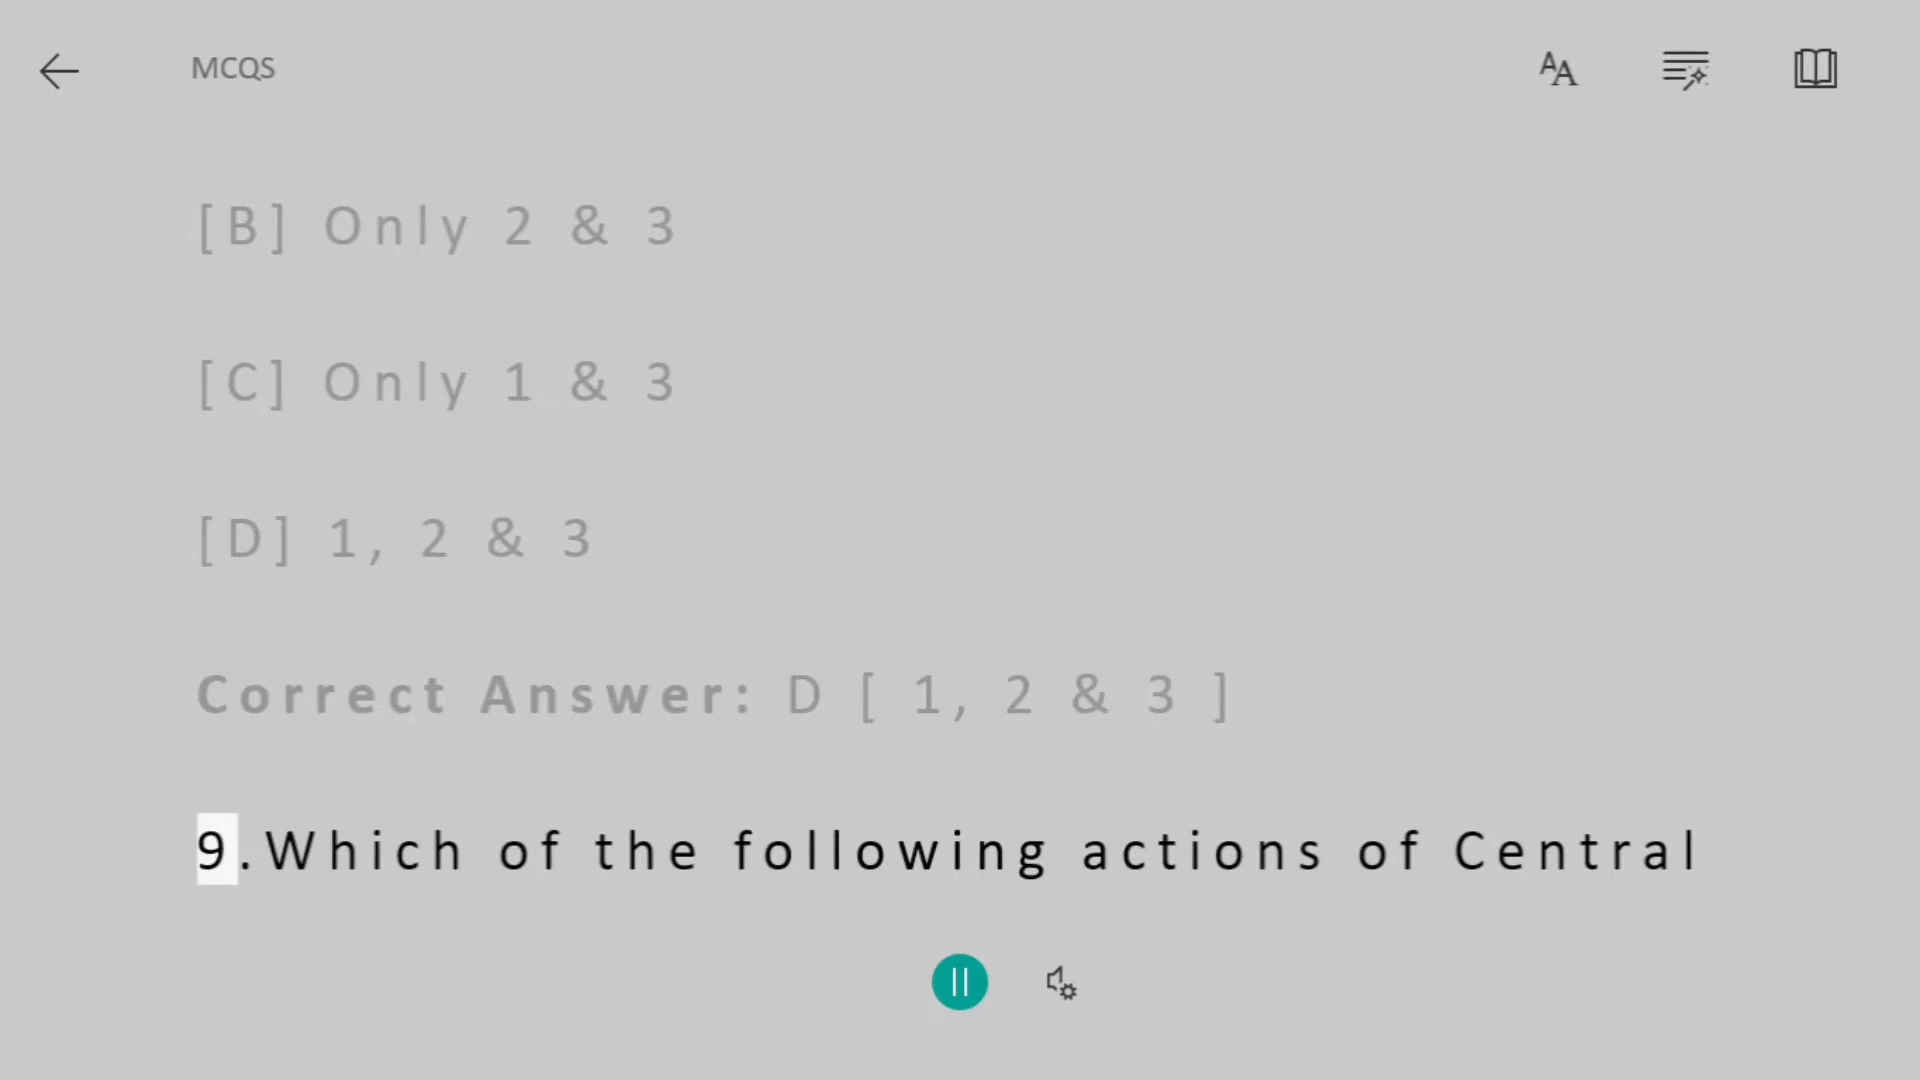 MCQS
[B] Only 2 & 3
[C] Only 1 & 3
[D] 1, 2 & 3
Correct Answer: D [ 1, 2 & 3 ]
9.Which of the following actions of Central